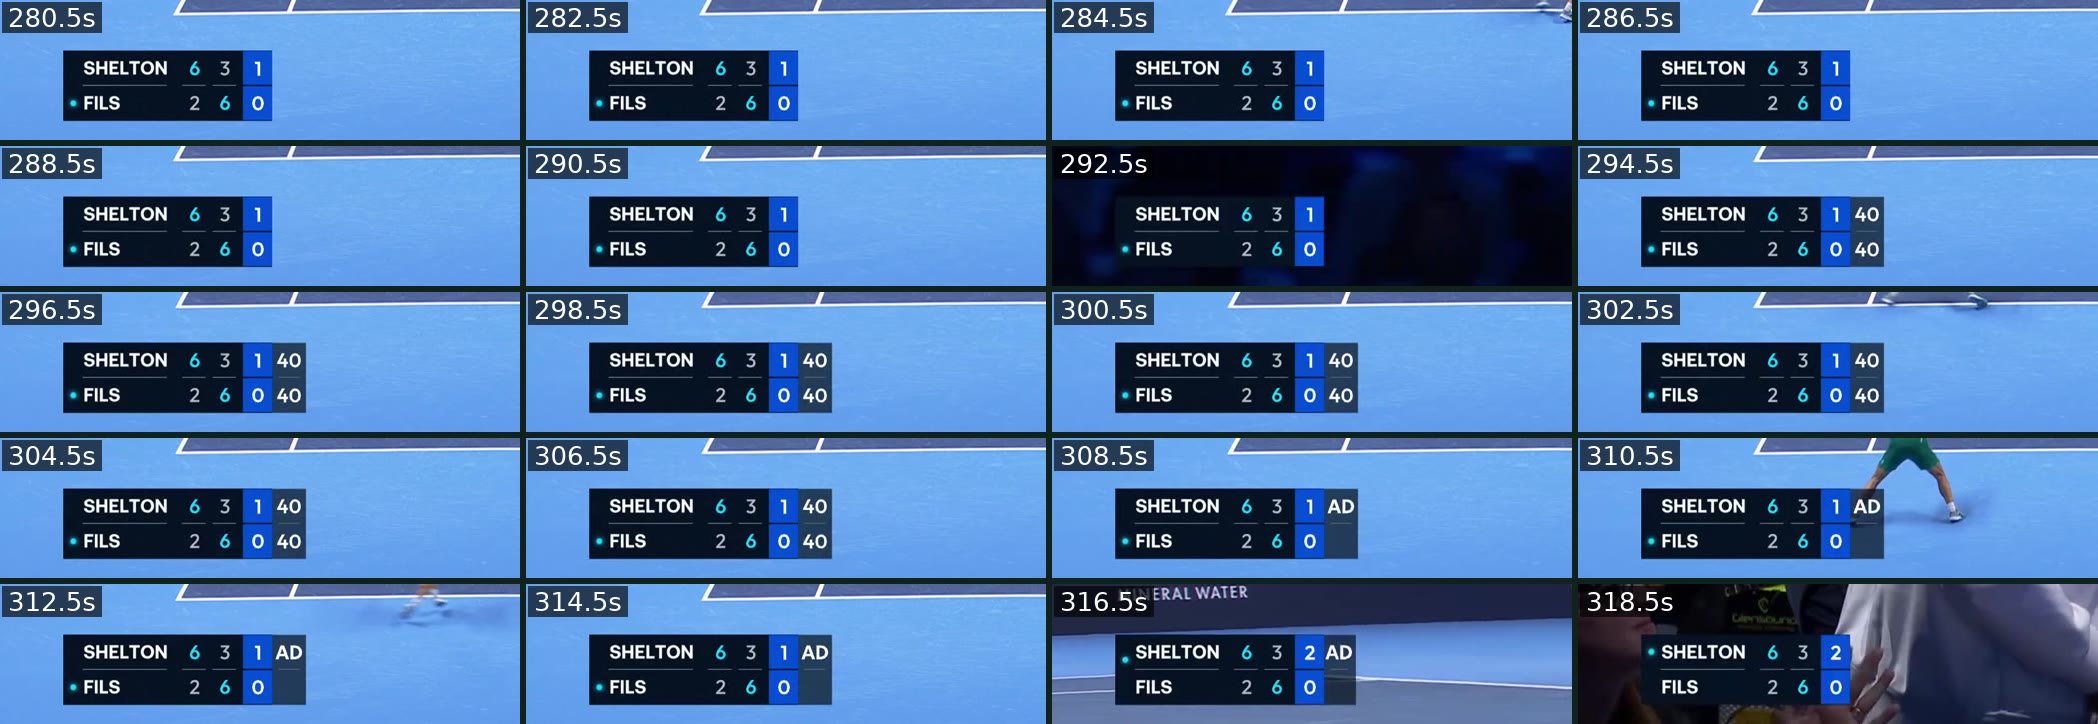 280.5s
SHELTON 6 3 1
FILS 2 6 0
282.5s
SHELTON 6 3 1
FILS 2 6 0
284.5s
SHELTON 6 3 1
FILS 2 6 0
286.5s
SHELTON 6 3 1
FILS 2 6 0
288.5s
SHELTON 6 3 1
FILS 2 6 0
290.5s
SHELTON 6 3 1
FILS 2 6 0
292.5s
SHELTON 6 3 1
FILS 2 6 0
294.5s
SHELTON 6 3 1 40
FILS 2 6 0 40
296.5s
SHELTON 6 3 1 40
FILS 2 6 0 40
298.5s
SHELTON 6 3 1 40
FILS 2 6 0 40
300.5s
SHELTON 6 3 1 40
FILS 2 6 0 40
302.5s
SHELTON 6 3 1 40
FILS 2 6 0 40
304.5s
SHELTON 6 3 1 40
FILS 2 6 0 40
306.5s
SHELTON 6 3 1 40
FILS 2 6 0 40
308.5s
SHELTON 6 3 1 AD
FILS 2 6 0
310.5s
SHELTON 6 3 1 AD
FILS 2 6 0
312.5s
SHELTON 6 3 1 AD
FILS 2 6 0
314.5s
SHELTON 6 3 1 AD
FILS 2 6 0
316.5s
NERAL WATER
SHELTON 6 3 2 AD
FILS 2 6 0
318.5s
Glensound
SHELTON 6 3 2
FILS 2 6 0